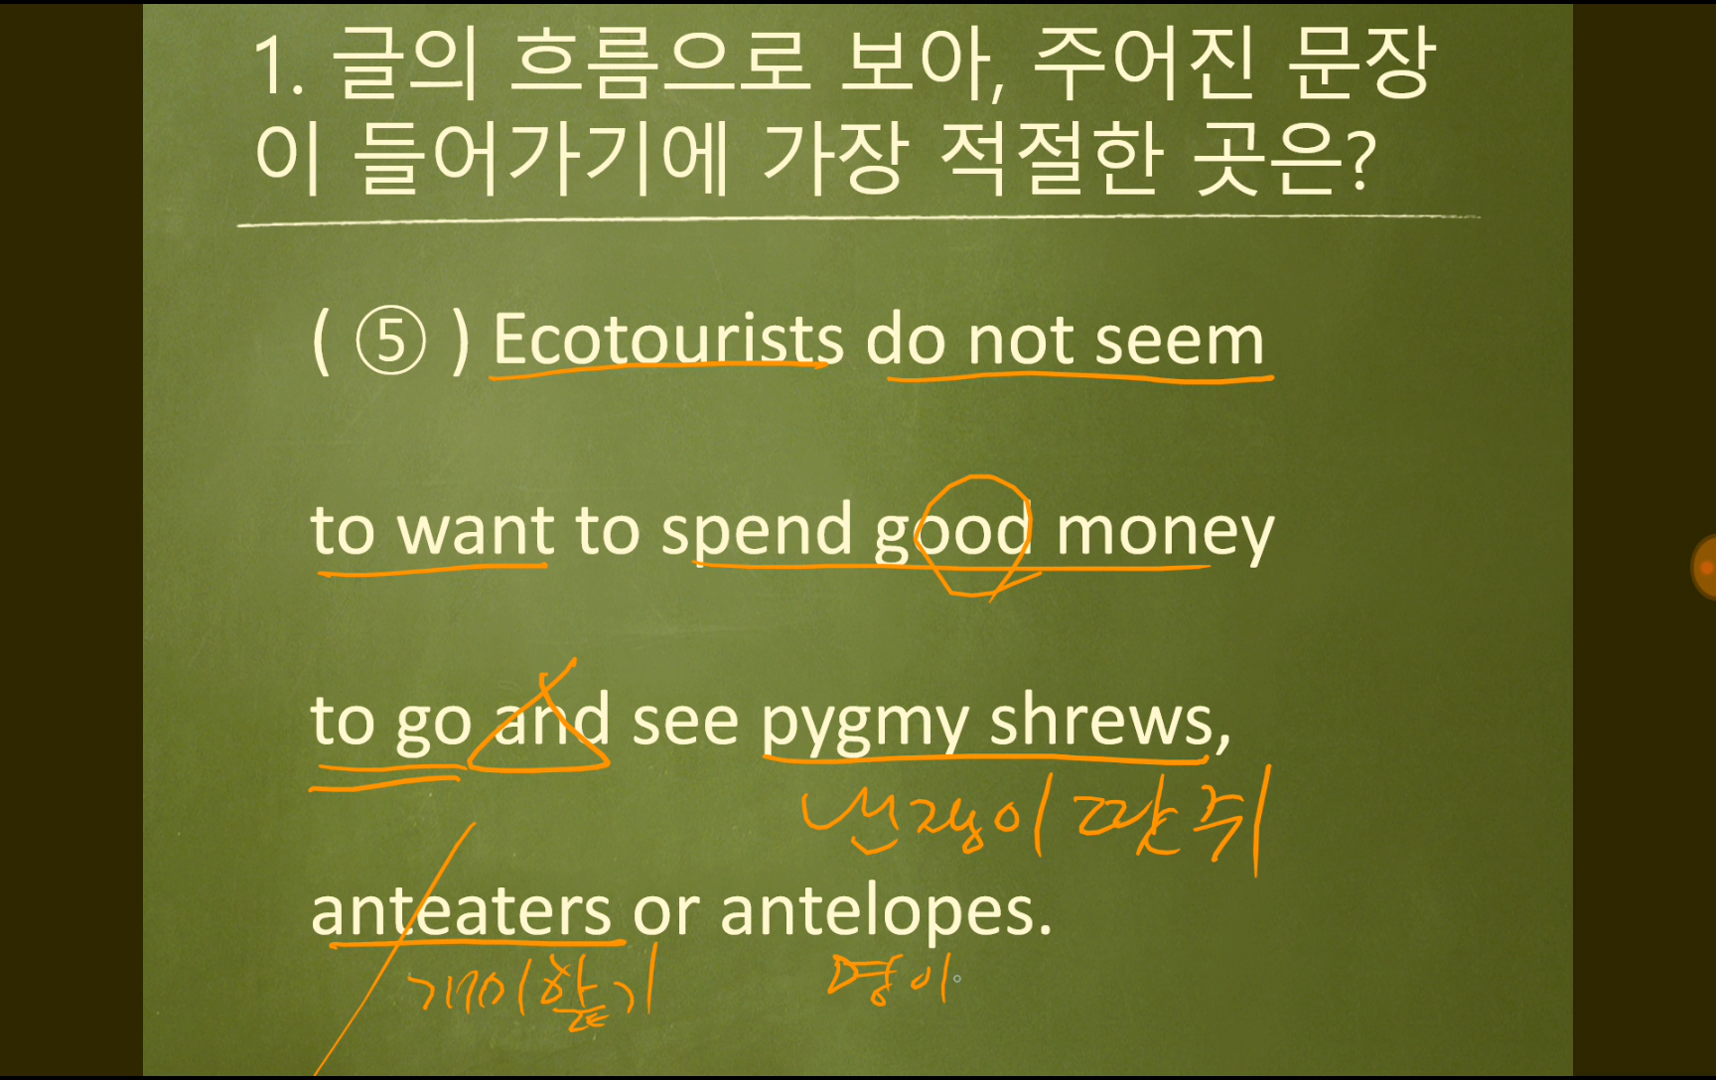 1. 글의 흐름으로 보아, 주어진 문장
이 들어가기에 가장 적절한 곳은?
( ⑤ ) Ecotourists do not seem
to want to spend good money
to go and see pygmy shrews,
난쟁이 땃쥐
anteaters or antelopes.
개미핥기